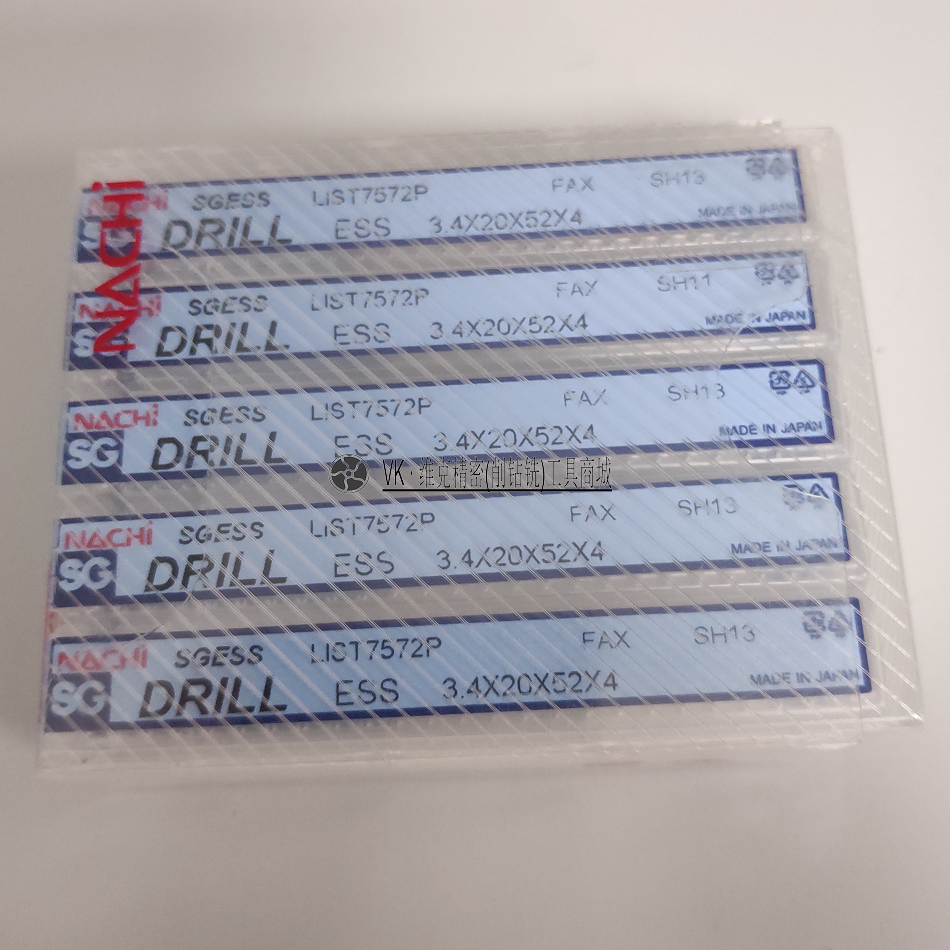 NACHi
NACHi SGESS LIST7572P FAX SH13
SG DRILL ESS 3.4X20X52X4 MADE IN JAPAN
NACHi SGESS LIST7572P FAX SH11
SG DRILL ESS 3.4X20X52X4 MADE IN JAPAN
NACHi SGESS LIST7572P FAX SH13
SG DRILL ESS 3.4X20X52X4 MADE IN JAPAN
VK·维克精密(削钻铣)工具商城
NACHi SGESS LIST7572P FAX SH13
SG DRILL ESS 3.4X20X52X4 MADE IN JAPAN
NACHi SGESS LIST7572P FAX SH13
SG DRILL ESS 3.4X20X52X4 MADE IN JAPAN